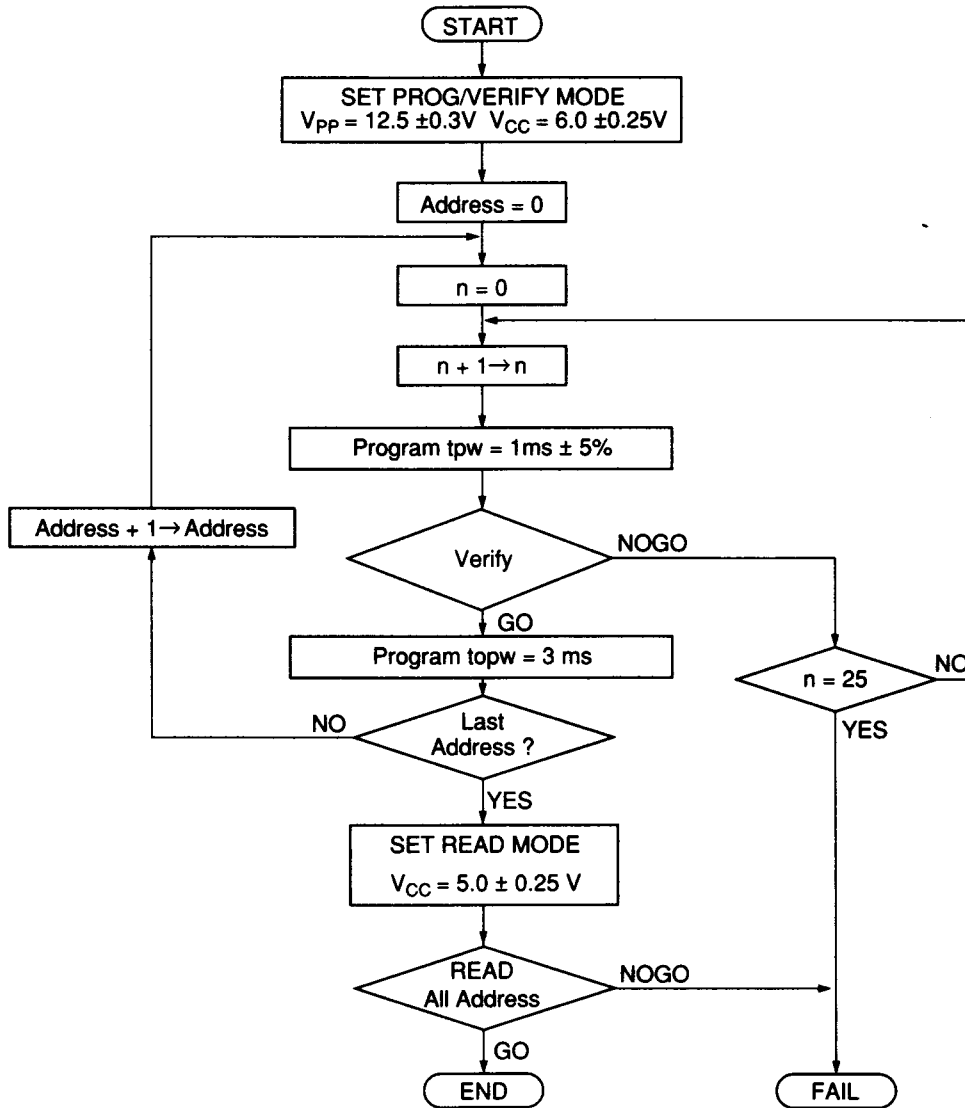 START
SET PROG/VERIFY MODE
VPP = 12.5 ±0.3V VCC = 6.0 ±0.25V
Address = 0
n = 0
n + 1→n
Program tpw = 1ms ± 5%
Address + 1→Address
Verify
NOGO
GO
Program topw = 3 ms
n = 25
NO
YES
Last
Address ?
NO
YES
SET READ MODE
VCC = 5.0 ± 0.25 V
READ
All Address
NOGO
GO
END
FAIL